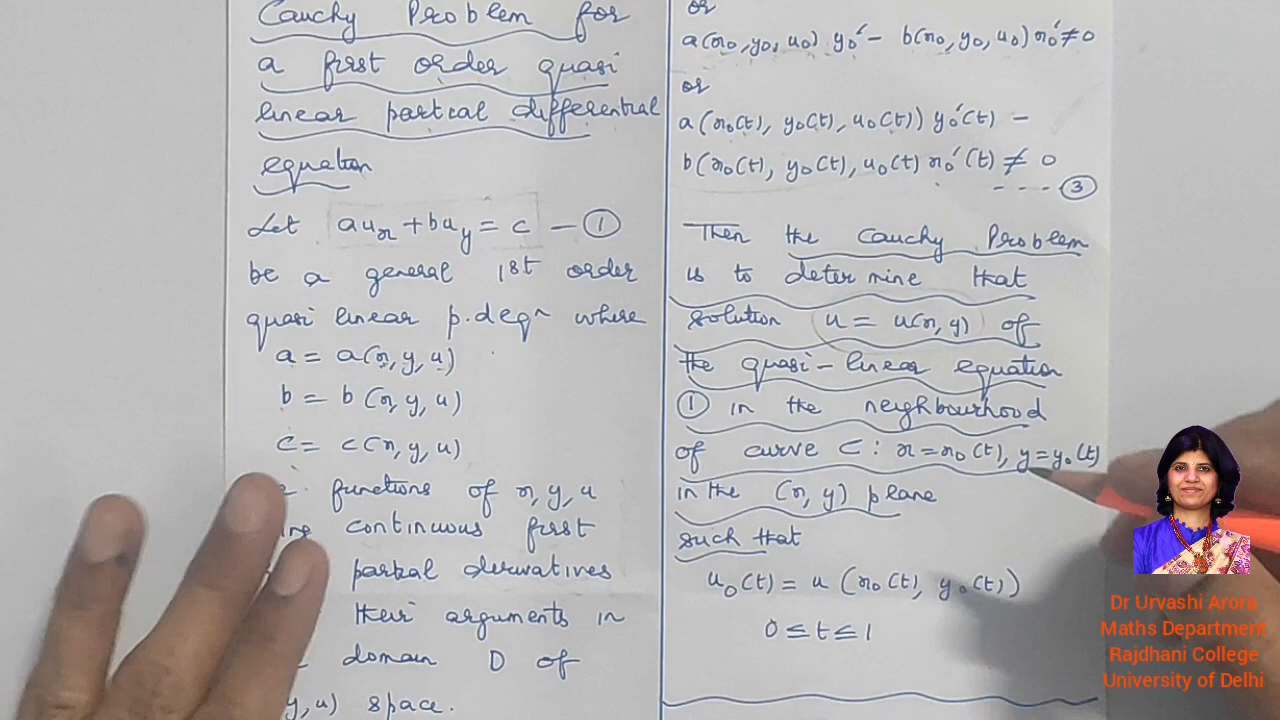 Cauchy Problem for
a first order quasi
linear partial differential
equation
Let aux + buy = c — ①
be a general 1st order
quasi linear p.deqn where
a = a(x, y, u)
b = b(x, y, u)
c = c(x, y, u)
functions of x, y, u
continuous first
partial derivatives
their arguments in
domain D of
y, u) space.
or
a(x0, y0, u0) y0′ − b(x0, y0, u0) x0′ ≠ 0
or
a(x0(t), y0(t), u0(t)) y0′(t) −
b(x0(t), y0(t), u0(t) x0′(t) ≠ 0
---- ③
Then the Cauchy Problem
is to determine that
solution u = u(x, y) of
the quasi-linear equation
① in the neighbourhood
of curve C: x = x0(t), y = y0(t)
in the (x, y) plane
such that
u0(t) = u (x0(t), y0(t))
0 ≤ t ≤ 1
Dr Urvashi Arora
Maths Department
Rajdhani College
University of Delhi